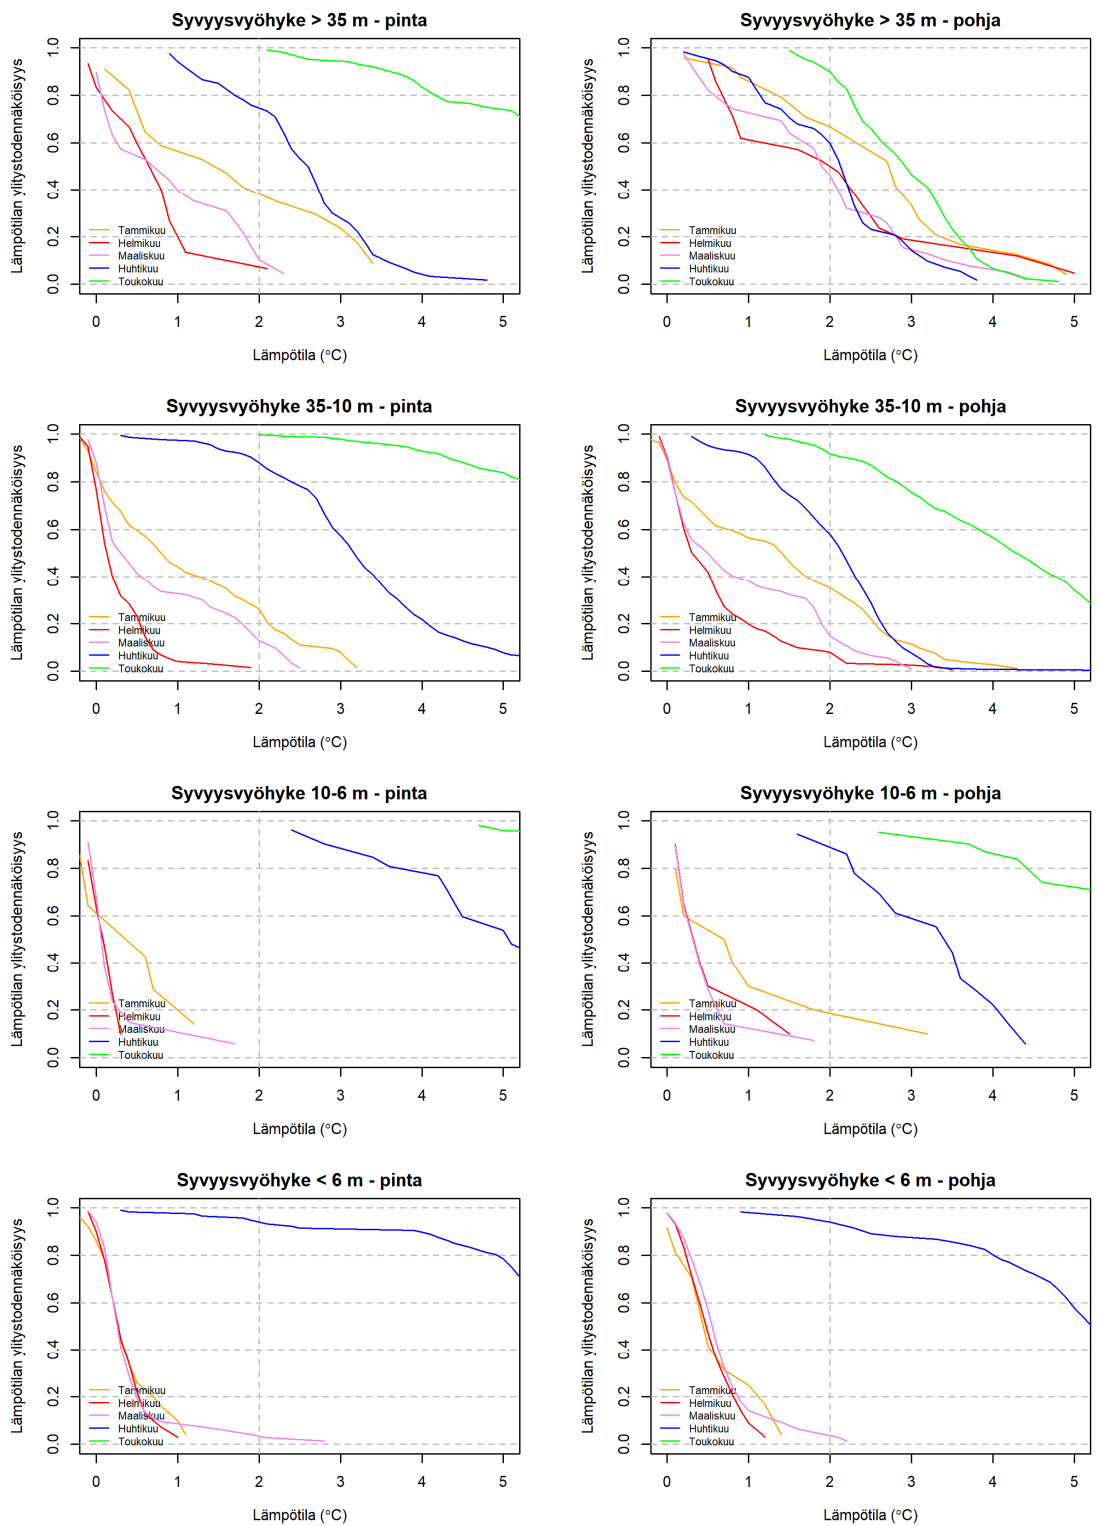 Syvyysvyöhyke > 35 m - pinta
Lämpötilan ylitystodennäköisyys
1.0
0.8
0.6
0.4
0.2
0.0
Tammikuu
Helmikuu
Maaliskuu
Huhtikuu
Toukokuu
0 1 2 3 4 5
Lämpötila (°C)
Syvyysvyöhyke > 35 m - pohja
Lämpötilan ylitystodennäköisyys
1.0
0.8
0.6
0.4
0.2
0.0
Tammikuu
Helmikuu
Maaliskuu
Huhtikuu
Toukokuu
0 1 2 3 4 5
Lämpötila (°C)
Syvyysvyöhyke 35-10 m - pinta
Lämpötilan ylitystodennäköisyys
1.0
0.8
0.6
0.4
0.2
0.0
Tammikuu
Helmikuu
Maaliskuu
Huhtikuu
Toukokuu
0 1 2 3 4 5
Lämpötila (°C)
Syvyysvyöhyke 35-10 m - pohja
Lämpötilan ylitystodennäköisyys
1.0
0.8
0.6
0.4
0.2
0.0
Tammikuu
Helmikuu
Maaliskuu
Huhtikuu
Toukokuu
0 1 2 3 4 5
Lämpötila (°C)
Syvyysvyöhyke 10-6 m - pinta
Lämpötilan ylitystodennäköisyys
1.0
0.8
0.6
0.4
0.2
0.0
Tammikuu
Helmikuu
Maaliskuu
Huhtikuu
Toukokuu
0 1 2 3 4 5
Lämpötila (°C)
Syvyysvyöhyke 10-6 m - pohja
Lämpötilan ylitystodennäköisyys
1.0
0.8
0.6
0.4
0.2
0.0
Tammikuu
Helmikuu
Maaliskuu
Huhtikuu
Toukokuu
0 1 2 3 4 5
Lämpötila (°C)
Syvyysvyöhyke < 6 m - pinta
Lämpötilan ylitystodennäköisyys
1.0
0.8
0.6
0.4
0.2
0.0
Tammikuu
Helmikuu
Maaliskuu
Huhtikuu
Toukokuu
0 1 2 3 4 5
Lämpötila (°C)
Syvyysvyöhyke < 6 m - pohja
Lämpötilan ylitystodennäköisyys
1.0
0.8
0.6
0.4
0.2
0.0
Tammikuu
Helmikuu
Maaliskuu
Huhtikuu
Toukokuu
0 1 2 3 4 5
Lämpötila (°C)